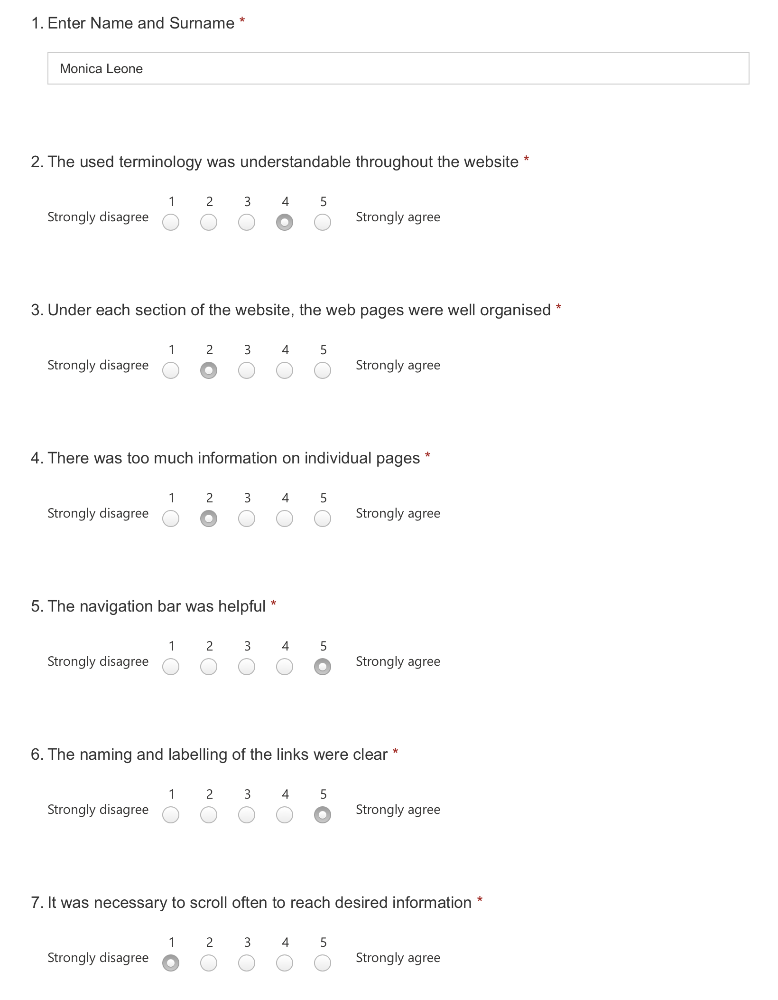 1. Enter Name and Surname *
Monica Leone
2. The used terminology was understandable throughout the website *
1 2 3 4 5
Strongly disagree Strongly agree
3. Under each section of the website, the web pages were well organised *
1 2 3 4 5
Strongly disagree Strongly agree
4. There was too much information on individual pages *
1 2 3 4 5
Strongly disagree Strongly agree
5. The navigation bar was helpful *
1 2 3 4 5
Strongly disagree Strongly agree
6. The naming and labelling of the links were clear *
1 2 3 4 5
Strongly disagree Strongly agree
7. It was necessary to scroll often to reach desired information *
1 2 3 4 5
Strongly disagree Strongly agree